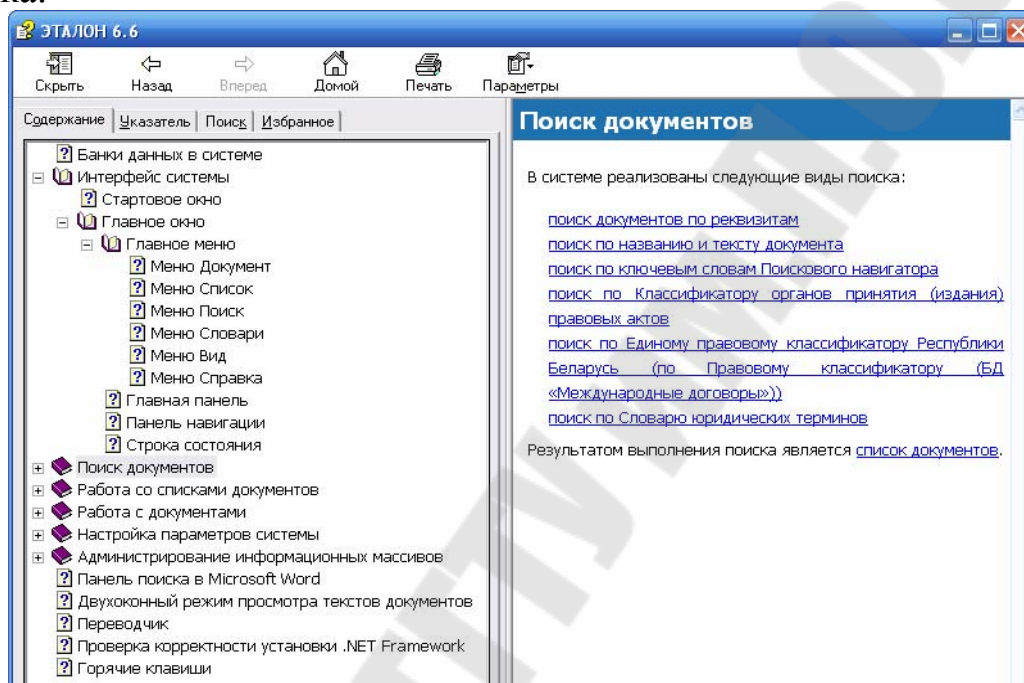 ка.
ЭТАЛОН 6.6
Скрыть Назад Вперед Домой Печать Параметры
Содержание Указатель Поиск Избранное
Банки данных в системе
Интерфейс системы
Стартовое окно
Главное окно
Главное меню
Меню Документ
Меню Список
Меню Поиск
Меню Словари
Меню Вид
Меню Справка
Главная панель
Панель навигации
Строка состояния
Поиск документов
Работа со списками документов
Работа с документами
Настройка параметров системы
Администрирование информационных массивов
Панель поиска в Microsoft Word
Двухоконный режим просмотра текстов документов
Переводчик
Проверка корректности установки .NET Framework
Горячие клавиши
Поиск документов
В системе реализованы следующие виды поиска:
поиск документов по реквизитам
поиск по названию и тексту документа
поиск по ключевым словам Поискового навигатора
поиск по Классификатору органов принятия (издания)
правовых актов
поиск по Единому правовому классификатору Республики
Беларусь (по Правовому классификатору (БД
«Международные договоры»))
поиск по Словарю юридических терминов
Результатом выполнения поиска является список документов.